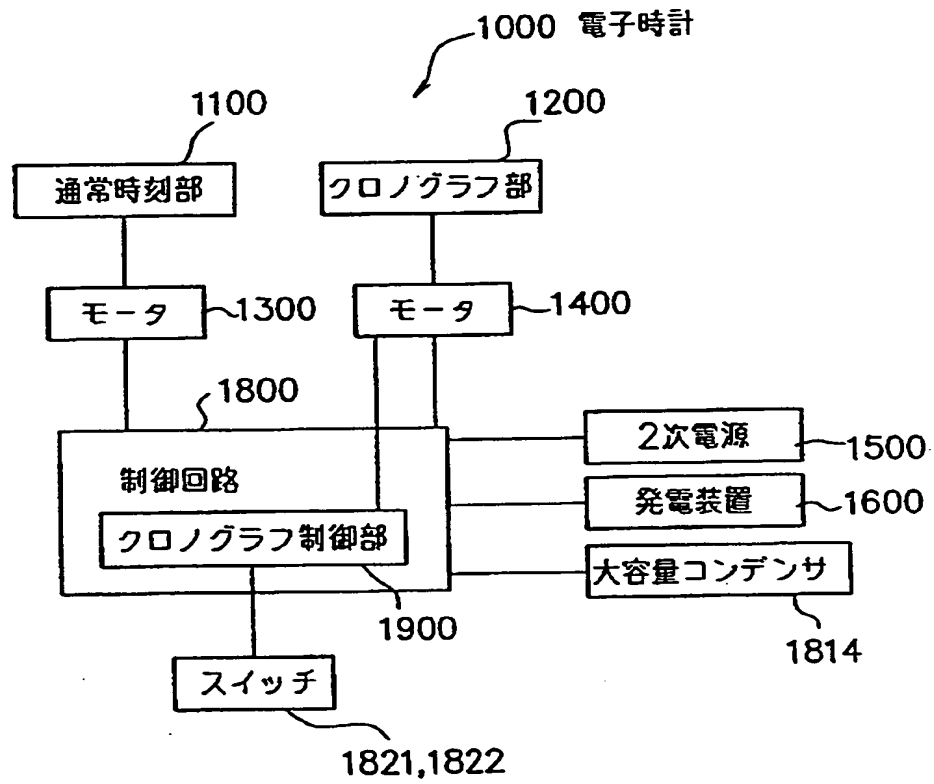 1000 電子時計
1100
1200
通常時刻部
クロノグラフ部
モータ
1300
モータ
1400
1800
2次電源
1500
制御回路
発電装置
1600
クロノグラフ制御部
大容量コンデンサ
1900
1814
スイッチ
1821,1822